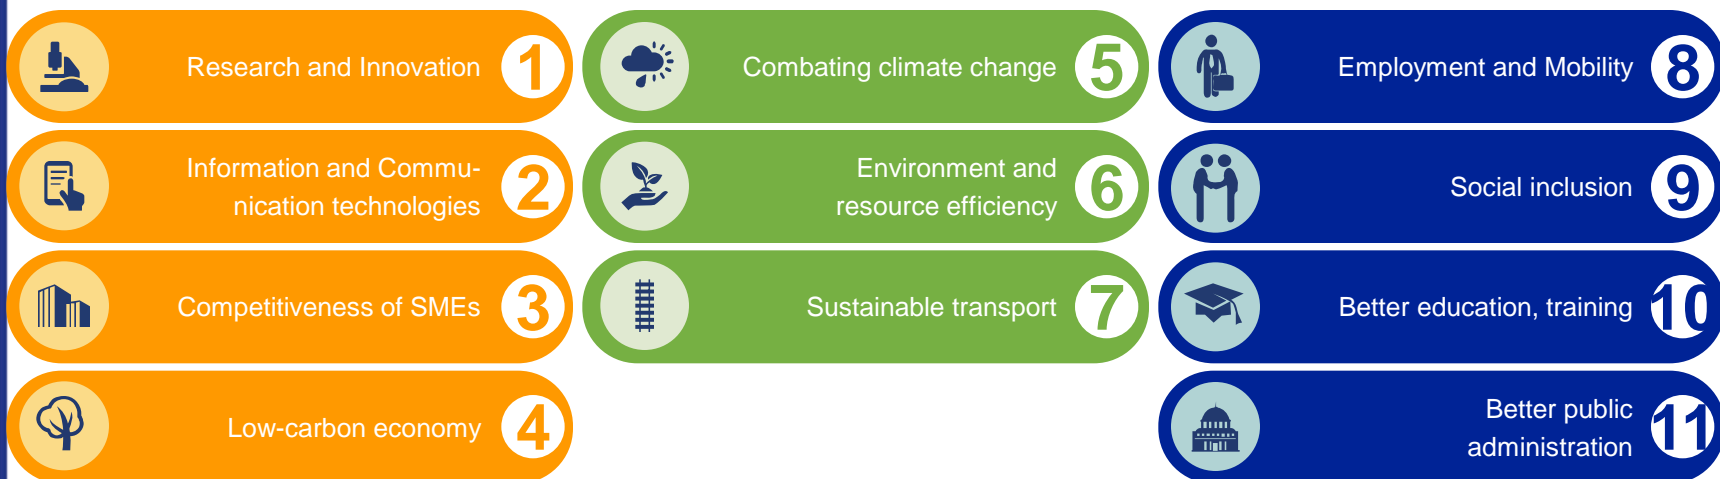 Research and Innovation 1
Information and Commu-
nication technologies 2
Competitiveness of SMEs 3
Low-carbon economy 4
Combating climate change 5
Environment and
resource efficiency 6
Sustainable transport 7
Employment and Mobility 8
Social inclusion 9
Better education, training 10
Better public
administration 11